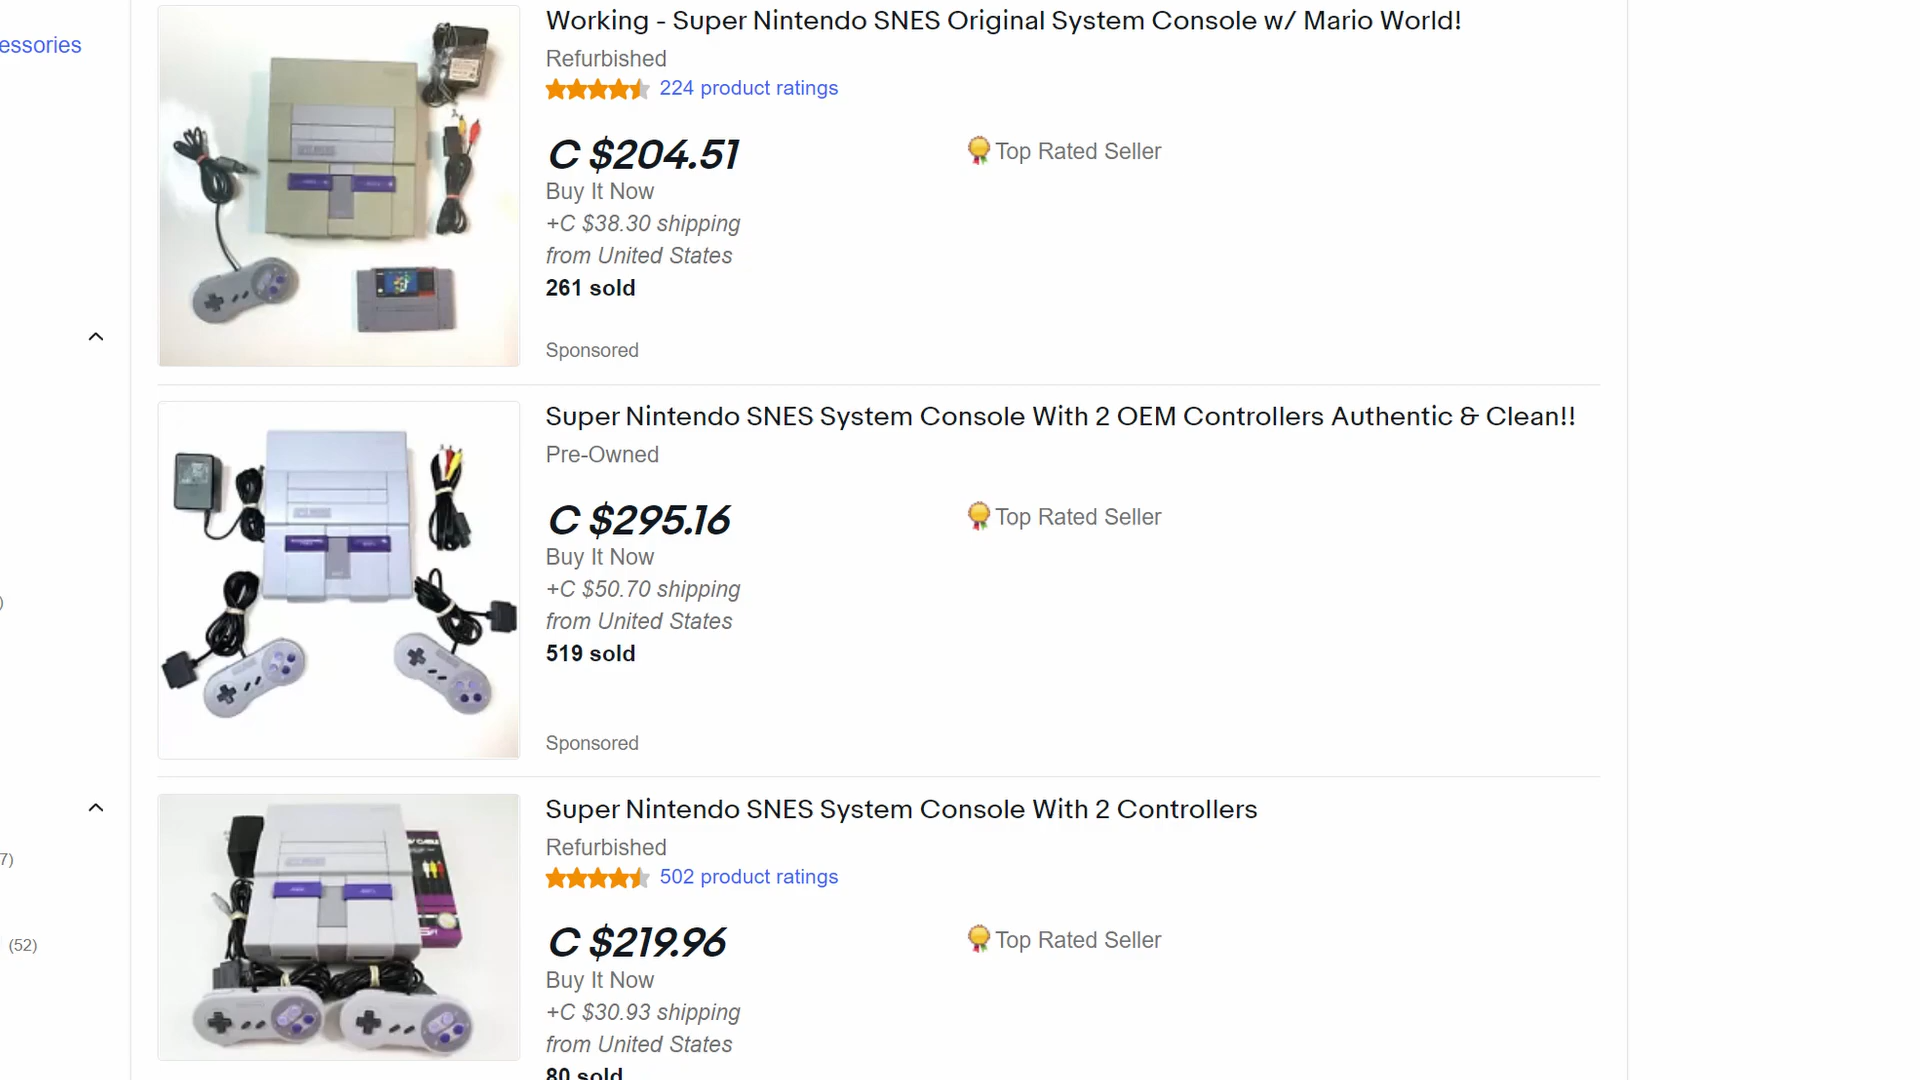 essories
Working - Super Nintendo SNES Original System Console w/ Mario World!
Refurbished
224 product ratings
C $204.51
Top Rated Seller
Buy It Now
+C $38.30 shipping
from United States
261 sold
Sponsored
Super Nintendo SNES System Console With 2 OEM Controllers Authentic & Clean!!
Pre-Owned
C $295.16
Top Rated Seller
Buy It Now
+C $50.70 shipping
from United States
519 sold
)
Sponsored
Super Nintendo SNES System Console With 2 Controllers
Refurbished
7)
502 product ratings
C $219.96
Top Rated Seller
(52)
Buy It Now
+C $30.93 shipping
from United States
80 sold